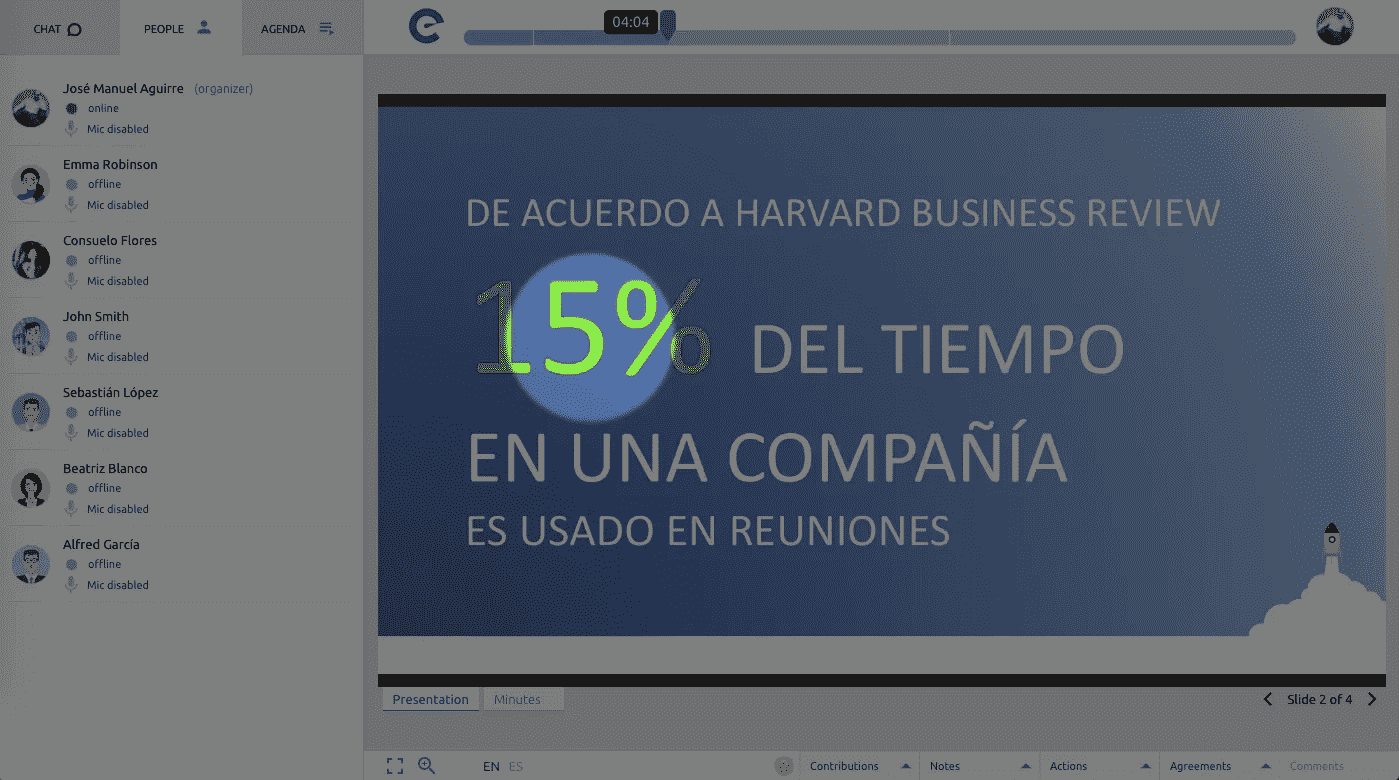 CHAT
PEOPLE
AGENDA
04:04
José Manuel Aguirre (organizer)
online
Mic disabled
Emma Robinson
offline
Mic disabled
Consuelo Flores
offline
Mic disabled
John Smith
offline
Mic disabled
Sebastián López
offline
Mic disabled
Beatriz Blanco
offline
Mic disabled
Alfred García
offline
Mic disabled
DE ACUERDO A HARVARD BUSINESS REVIEW
15% DEL TIEMPO
EN UNA COMPAÑÍA
ES USADO EN REUNIONES
Presentation
Minutes
Slide 2 of 4
EN ES
Contributions
Notes
Actions
Agreements
Comments